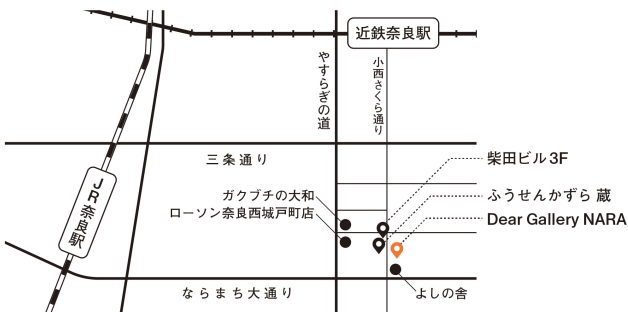 近鉄奈良駅
やすらぎの道
小西さくら通り
三条通り
柴田ビル3F
JR奈良駅
ガクブチの大和
ふうせんかずら 蔵
ローソン奈良西城戸町店
Dear Gallery NARA
ならまち大通り
よしの舎